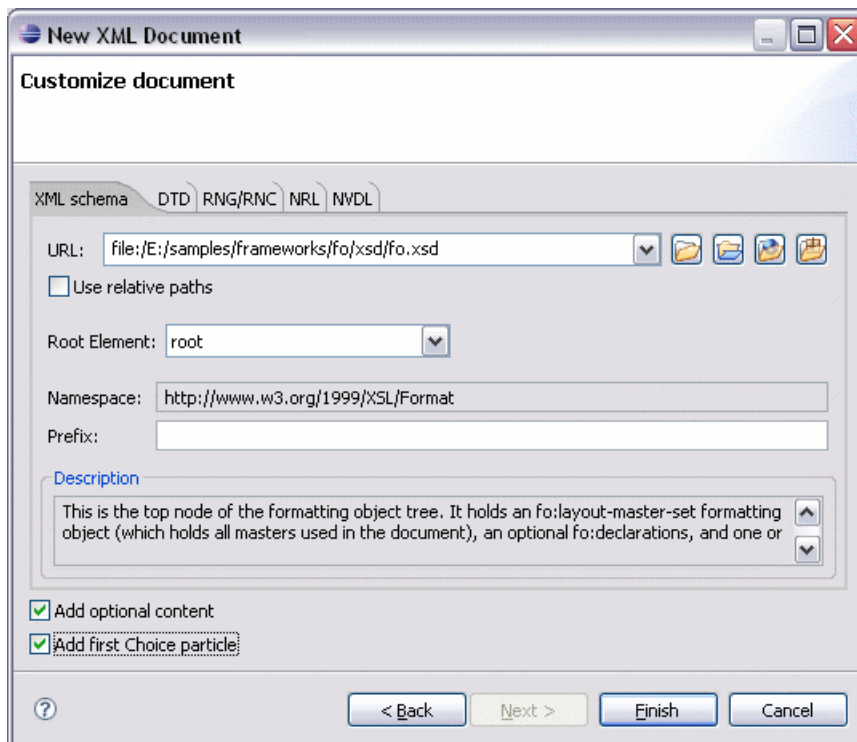 New XML Document
Customize document
XML schema DTD RNG/RNC NRL NVDL
URL: file:/E:/samples/frameworks/fo/xsd/fo.xsd
Use relative paths
Root Element: root
Namespace: http://www.w3.org/1999/XSL/Format
Prefix:
Description
This is the top node of the formatting object tree. It holds an fo:layout-master-set formatting
object (which holds all masters used in the document), an optional fo:declarations, and one or
Add optional content
Add first Choice particle
? < Back Next > Finish Cancel